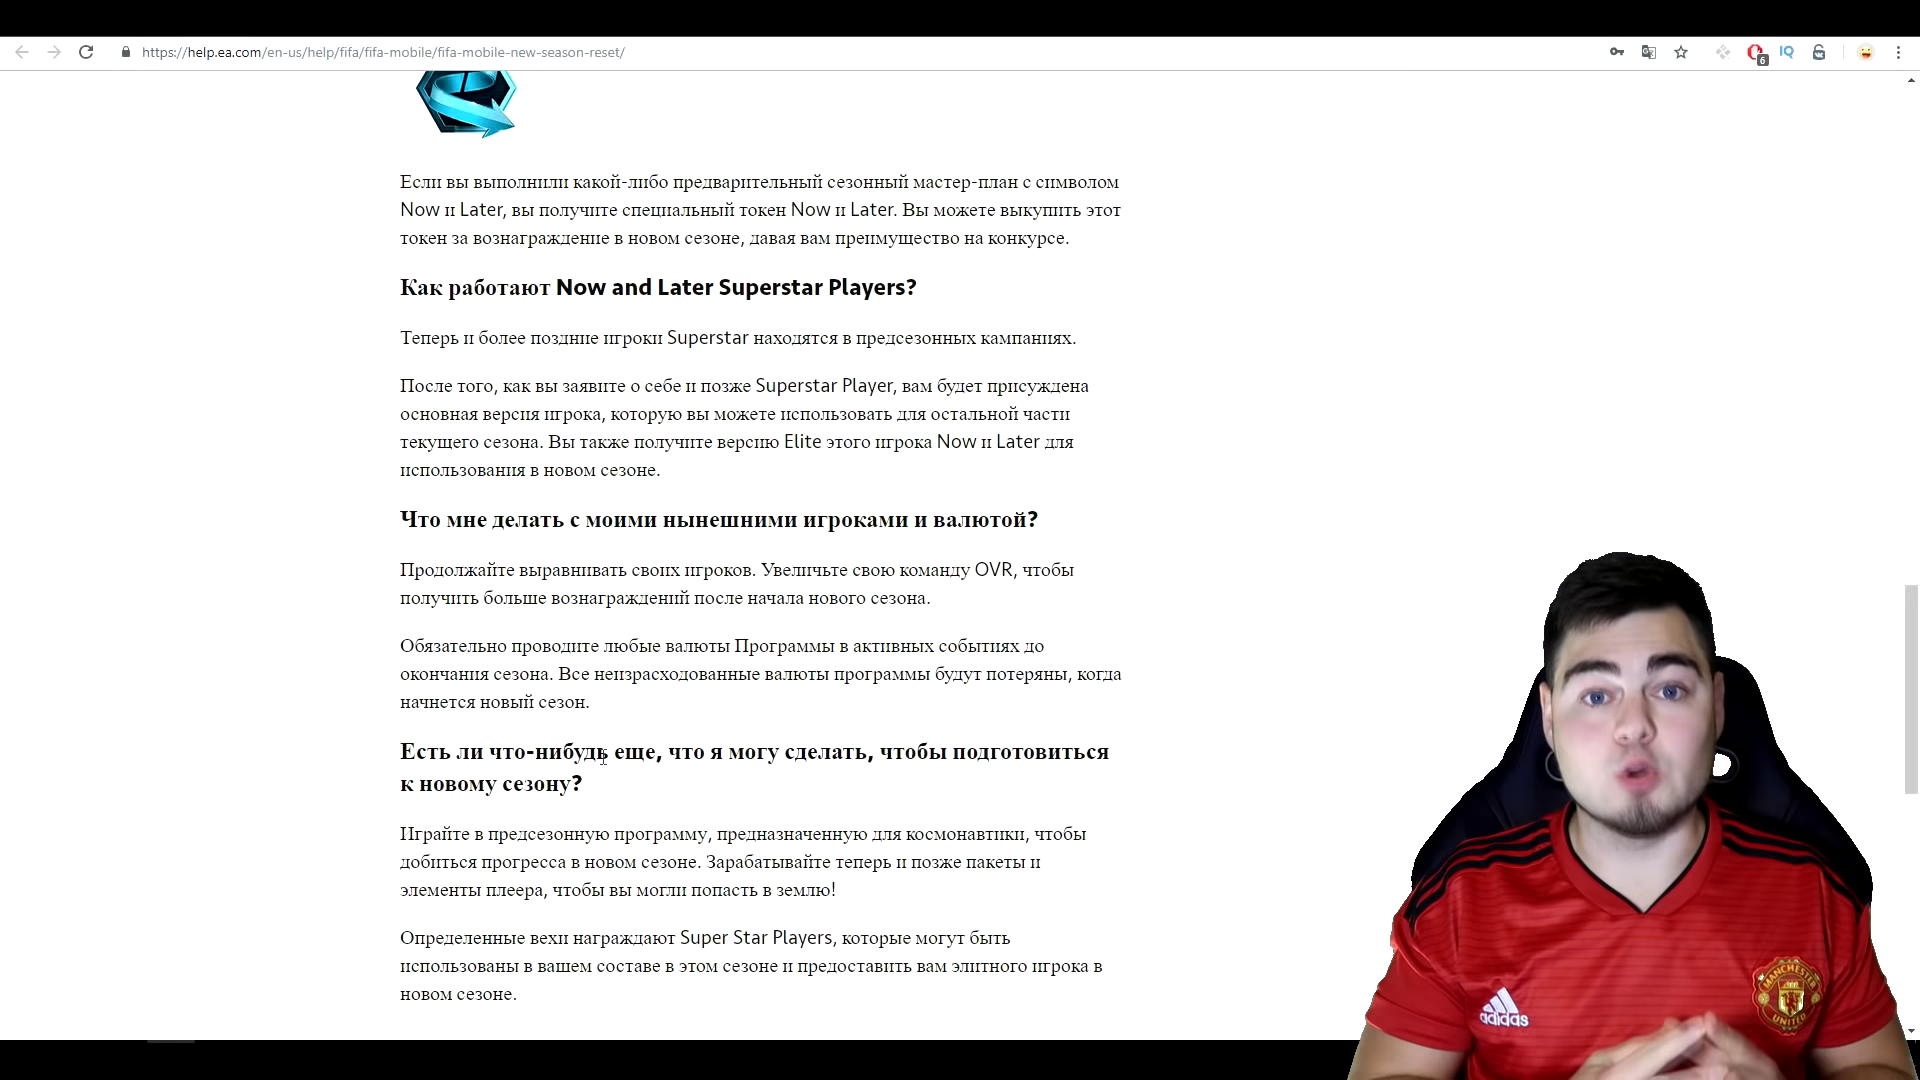 https://help.ea.com/en-us/help/fifa/fifa-mobile/fifa-mobile-new-season-reset/
6
IQ
Если вы выполнили какой-либо предварительный сезонный мастер-план с символом
Now и Later, вы получите специальный токен Now и Later. Вы можете выкупить этот
токен за вознаграждение в новом сезоне, давая вам преимущество на конкурсе.
Как работают Now and Later Superstar Players?
Теперь и более поздние игроки Superstar находятся в предсезонных кампаниях.
После того, как вы заявите о себе и позже Superstar Player, вам будет присуждена
основная версия игрока, которую вы можете использовать для остальной части
текущего сезона. Вы также получите версию Elite этого игрока Now и Later для
использования в новом сезоне.
Что мне делать с моими нынешними игроками и валютой?
Продолжайте выравнивать своих игроков. Увеличьте свою команду OVR, чтобы
получить больше вознаграждений после начала нового сезона.
Обязательно проводите любые валюты Программы в активных событиях до
окончания сезона. Все неизрасходованные валюты программы будут потеряны, когда
начнется новый сезон.
Есть ли что-нибудь еще, что я могу сделать, чтобы подготовиться
к новому сезону?
Играйте в предсезонную программу, предназначенную для космонавтики, чтобы
добиться прогресса в новом сезоне. Зарабатывайте теперь и позже пакеты и
элементы плеера, чтобы вы могли попасть в землю!
Определенные вехи награждают Super Star Players, которые могут быть
использованы в вашем составе в этом сезоне и предоставить вам элитного игрока в
новом сезоне.
adidas
MANCHESTER
UNITED